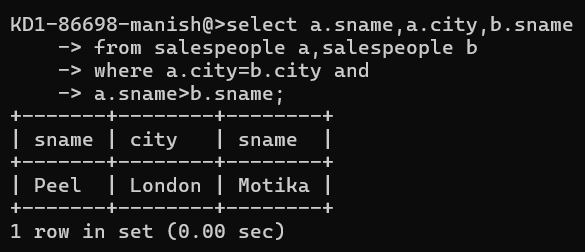 KD1-86698-manish@>select a.sname,a.city,b.sname
    -> from salespeople a,salespeople b
    -> where a.city=b.city and
    -> a.sname>b.sname;
+-------+--------+--------+
| sname | city   | sname  |
+-------+--------+--------+
| Peel  | London | Motika |
+-------+--------+--------+
1 row in set (0.00 sec)